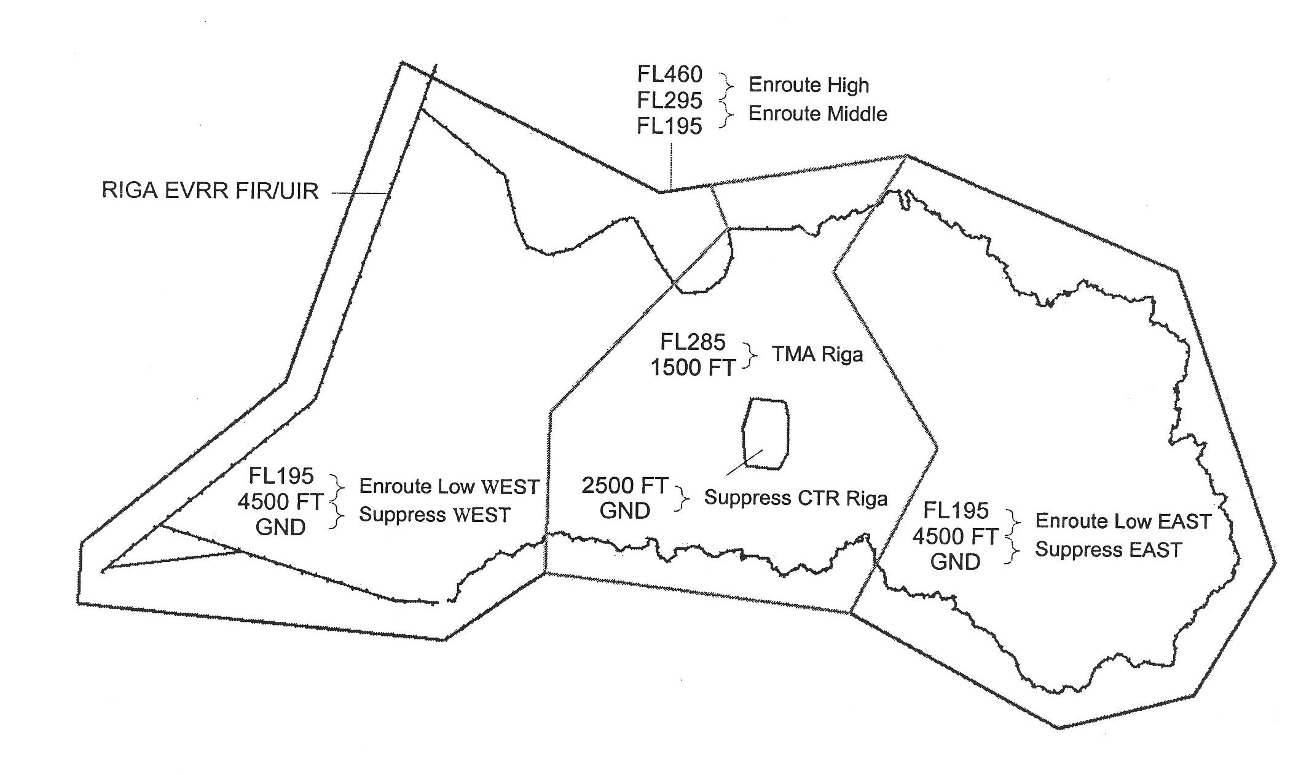 FL460
FL295
FL195
Enroute High
Enroute Middle
RIGA EVRR FIR/UIR
FL285
1500 FT
TMA Riga
FL195
4500 FT
GND
Enroute Low WEST
Suppress WEST
2500 FT
GND
Suppress CTR Riga
FL195
4500 FT
GND
Enroute Low EAST
Suppress EAST